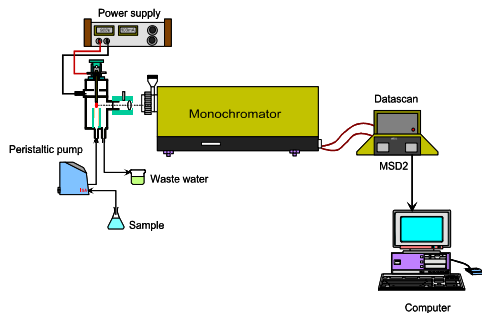 Power supply
Monochromator
Datascan
MSD2
Peristaltic pump
Waste water
Sample
Computer